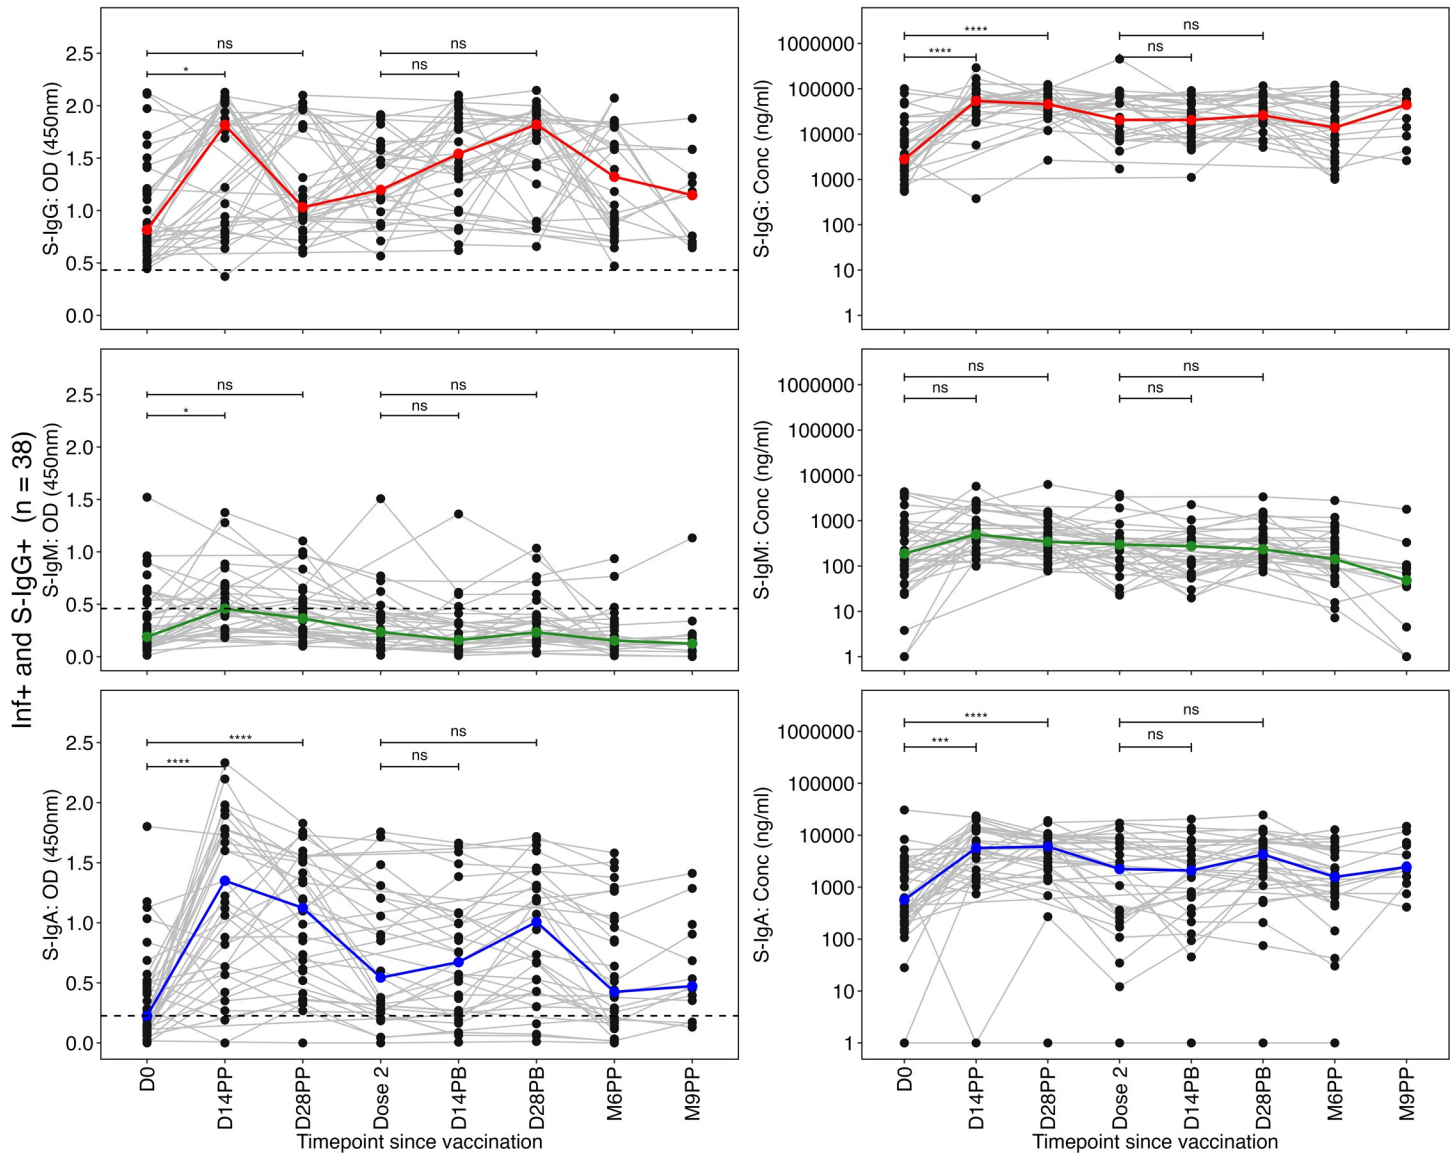 Inf+ and S-IgG+ (n = 38)
S-IgG: OD (450nm)
2.5
2.0
1.5
1.0
0.5
0.0
ns
*
ns
ns
S-IgG: Conc (ng/ml)
1000000
100000
10000
1000
100
10
1
****
****
ns
ns
S-IgM: OD (450nm)
2.5
2.0
1.5
1.0
0.5
0.0
ns
*
ns
ns
S-IgM: Conc (ng/ml)
1000000
100000
10000
1000
100
10
1
ns
ns
ns
ns
S-IgA: OD (450nm)
2.5
2.0
1.5
1.0
0.5
0.0
****
****
ns
ns
D0
D14PP
D28PP
Dose 2
D14PB
D28PB
M6PP
M9PP
Timepoint since vaccination
S-IgA: Conc (ng/ml)
1000000
100000
10000
1000
100
10
1
****
***
ns
ns
D0
D14PP
D28PP
Dose 2
D14PB
D28PB
M6PP
M9PP
Timepoint since vaccination